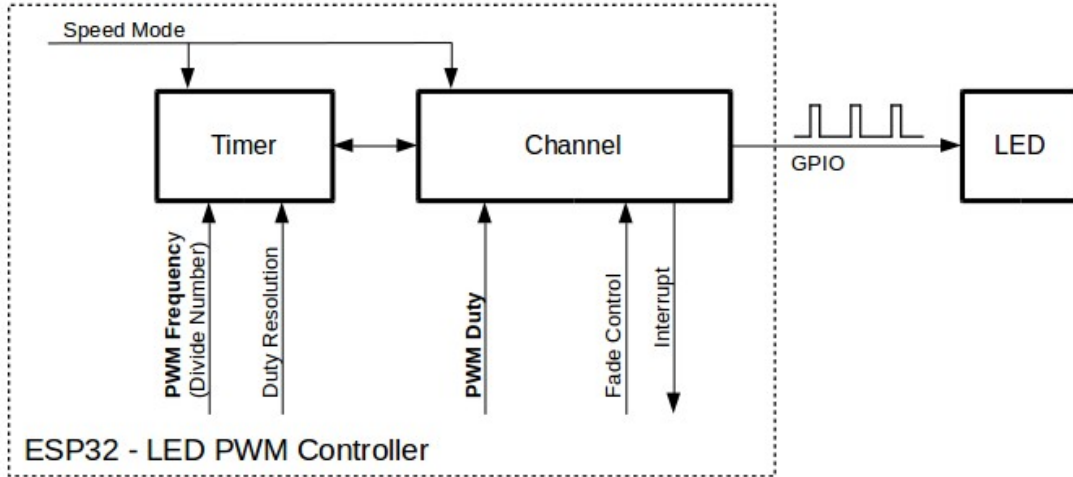 Speed Mode
Timer
Channel
GPIO
LED
PWM Frequency
(Divide Number)
Duty Resolution
PWM Duty
Fade Control
Interrupt
ESP32 - LED PWM Controller